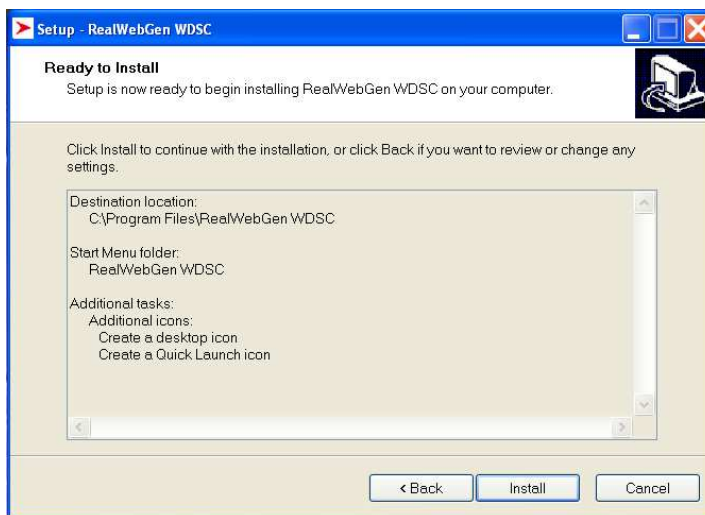 Setup - RealWebGen WDSC
Ready to Install
Setup is now ready to begin installing RealWebGen WDSC on your computer.
Click Install to continue with the installation, or click Back if you want to review or change any
settings.
Destination location:
C:\Program Files\RealWebGen WDSC
Start Menu folder:
RealWebGen WDSC
Additional tasks:
Additional icons:
Create a desktop icon
Create a Quick Launch icon
< Back
Install
Cancel